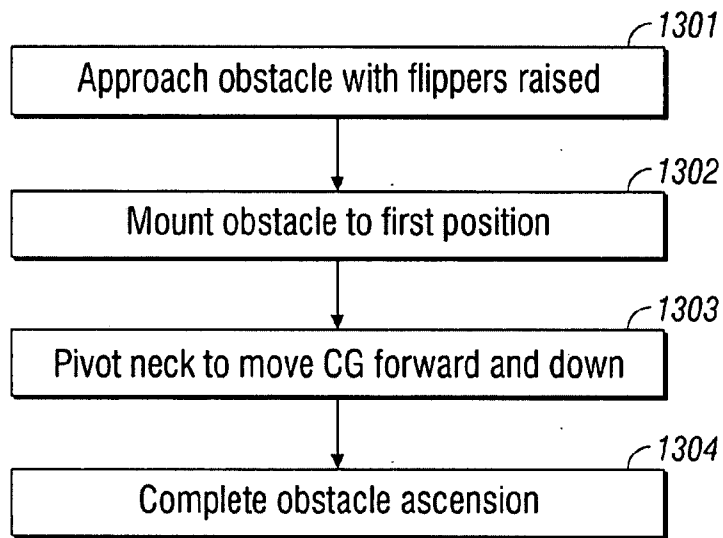 1301
Approach obstacle with flippers raised
1302
Mount obstacle to first position
1303
Pivot neck to move CG forward and down
1304
Complete obstacle ascension